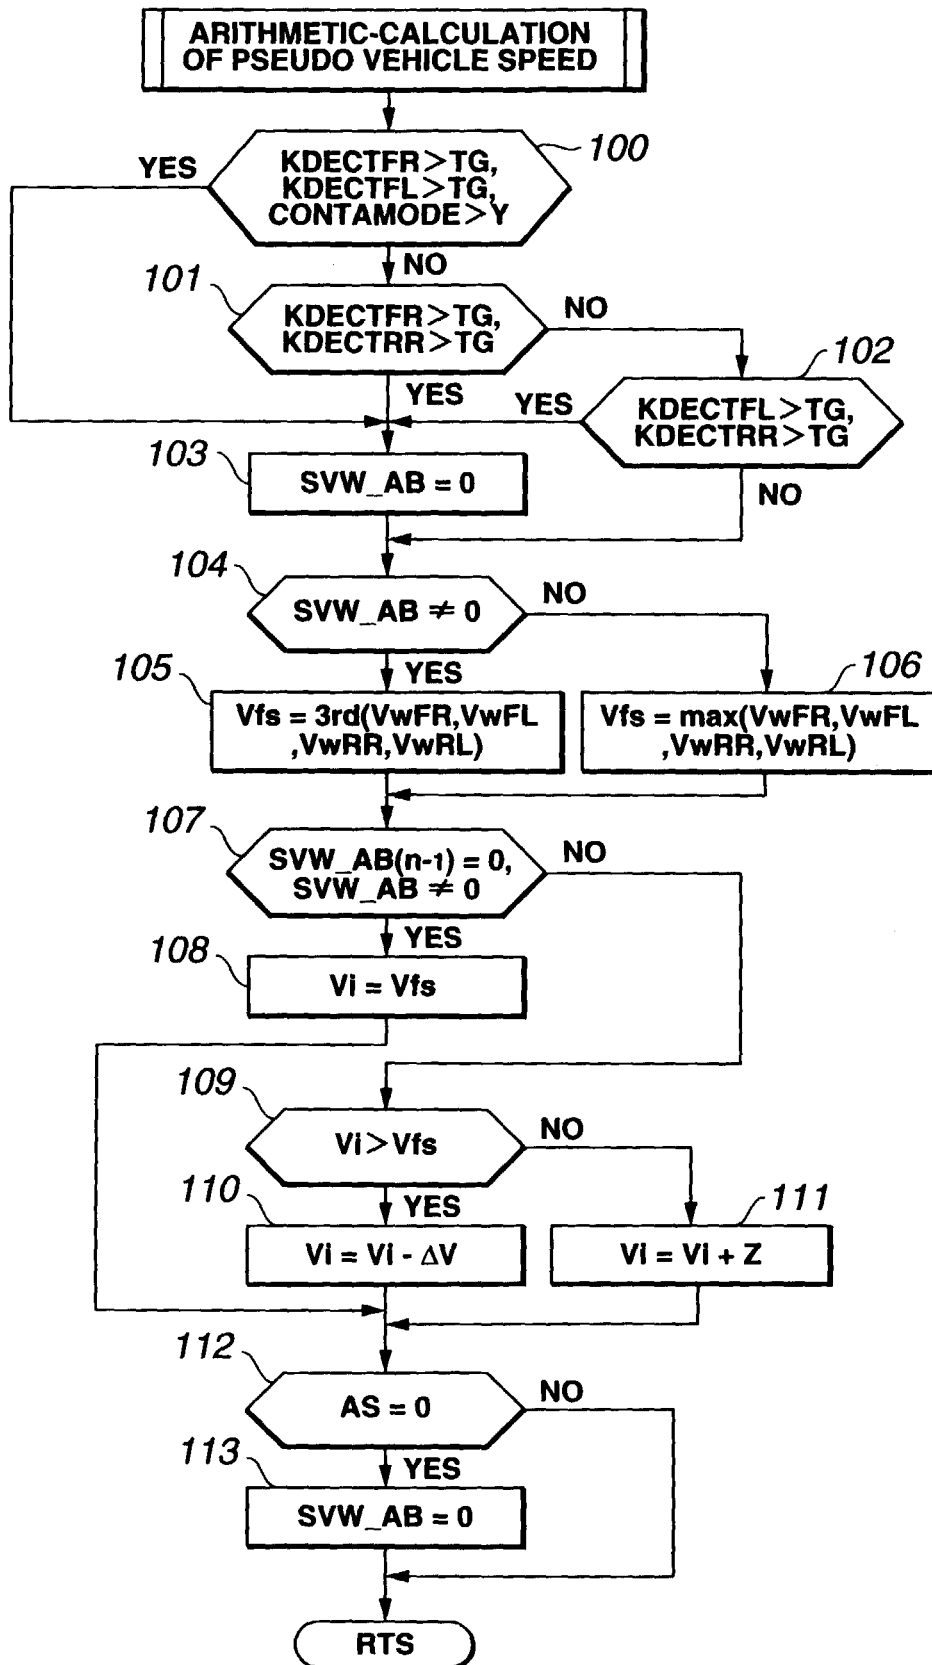 ARITHMETIC-CALCULATION
OF PSEUDO VEHICLE SPEED
100
YES
KDECTFR>TG,
KDECTFL>TG,
CONTAMODE>Y
NO
101
KDECTFR>TG,
KDECTRR>TG
NO
YES
102
YES
KDECTFL>TG,
KDECTRR>TG
NO
103
SVW_AB = 0
104
SVW_AB ≠ 0
NO
YES
105
Vfs = 3rd(VwFR,VwFL
,VwRR,VwRL)
106
Vfs = max(VwFR,VwFL
,VwRR,VwRL)
107
SVW_AB(n-1) = 0,
SVW_AB ≠ 0
NO
YES
108
Vi = Vfs
109
Vi>Vfs
NO
YES
110
Vi = Vi - ΔV
111
Vi = Vi + Z
112
AS = 0
NO
YES
113
SVW_AB = 0
RTS